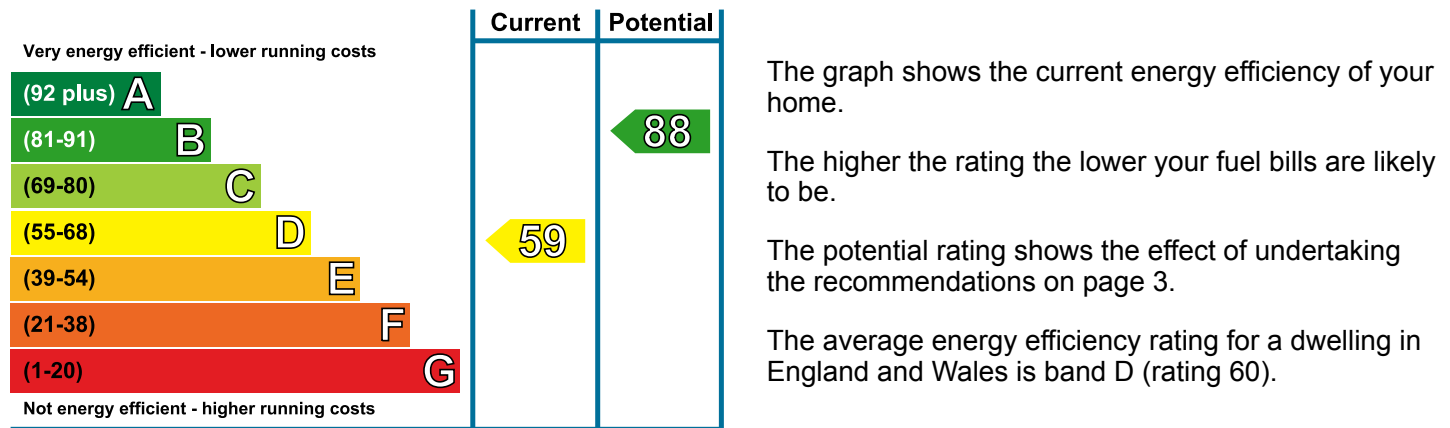 Current Potential
Very energy efficient - lower running costs
(92 plus) A
(81-91) B
88
(69-80) C
(55-68) D
59
(39-54) E
(21-38) F
(1-20) G
Not energy efficient - higher running costs
The graph shows the current energy efficiency of your
home.
The higher the rating the lower your fuel bills are likely
to be.
The potential rating shows the effect of undertaking
the recommendations on page 3.
The average energy efficiency rating for a dwelling in
England and Wales is band D (rating 60).